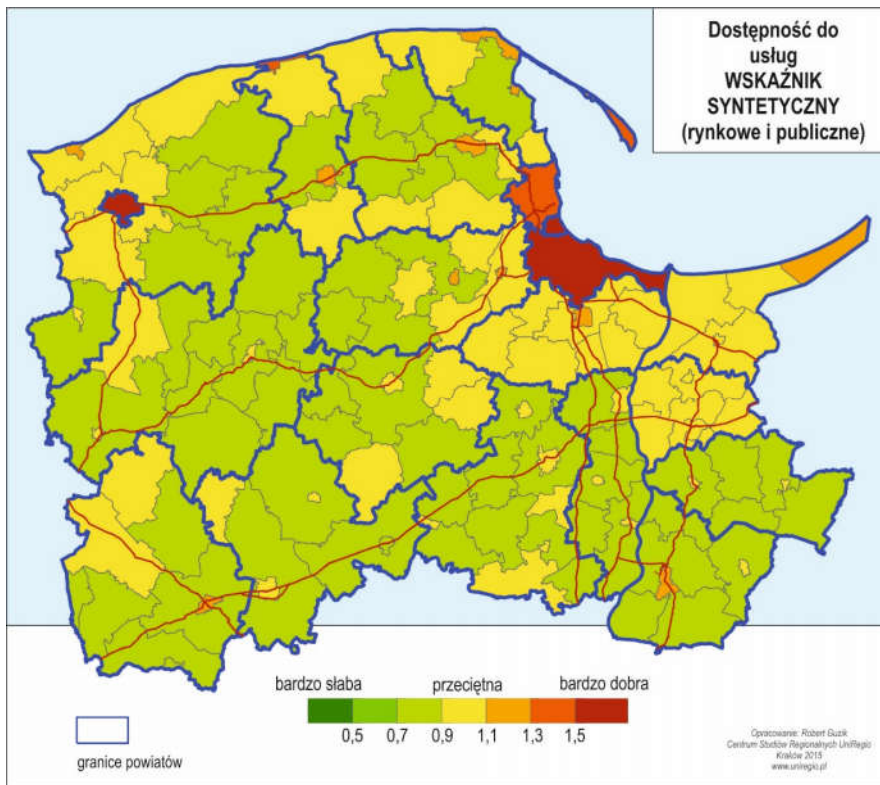 Dostępność do
usług
WSKAŹNIK
SYNTETYCZNY
(rynkowe i publiczne)
bardzo słaba przeciętna bardzo dobra
0,5 0,7 0,9 1,1 1,3 1,5
granice powiatów
Opracowanie: Robert Guzik
Centrum Studiów Regionalnych UniRegio
Kraków 2015
www.uniregio.pl